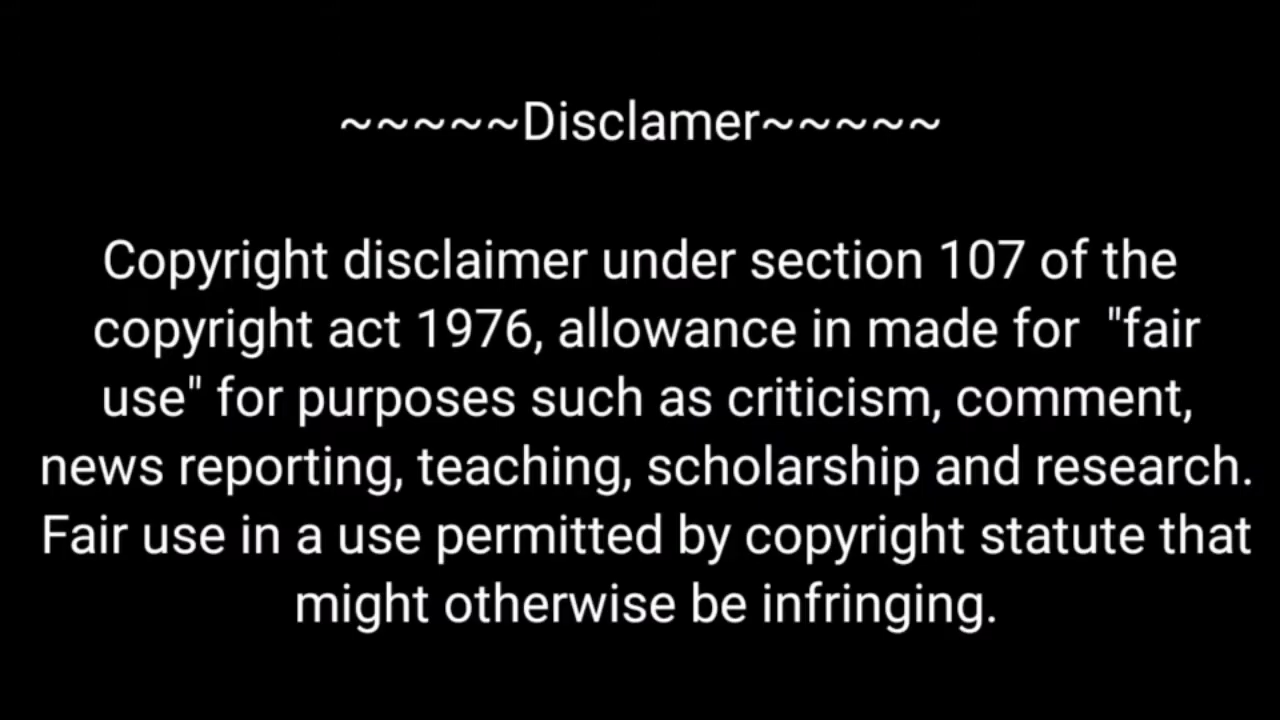 ~~~~~Disclamer~~~~~
Copyright disclaimer under section 107 of the
copyright act 1976, allowance in made for  "fair
use" for purposes such as criticism, comment,
news reporting, teaching, scholarship and research.
Fair use in a use permitted by copyright statute that
might otherwise be infringing.